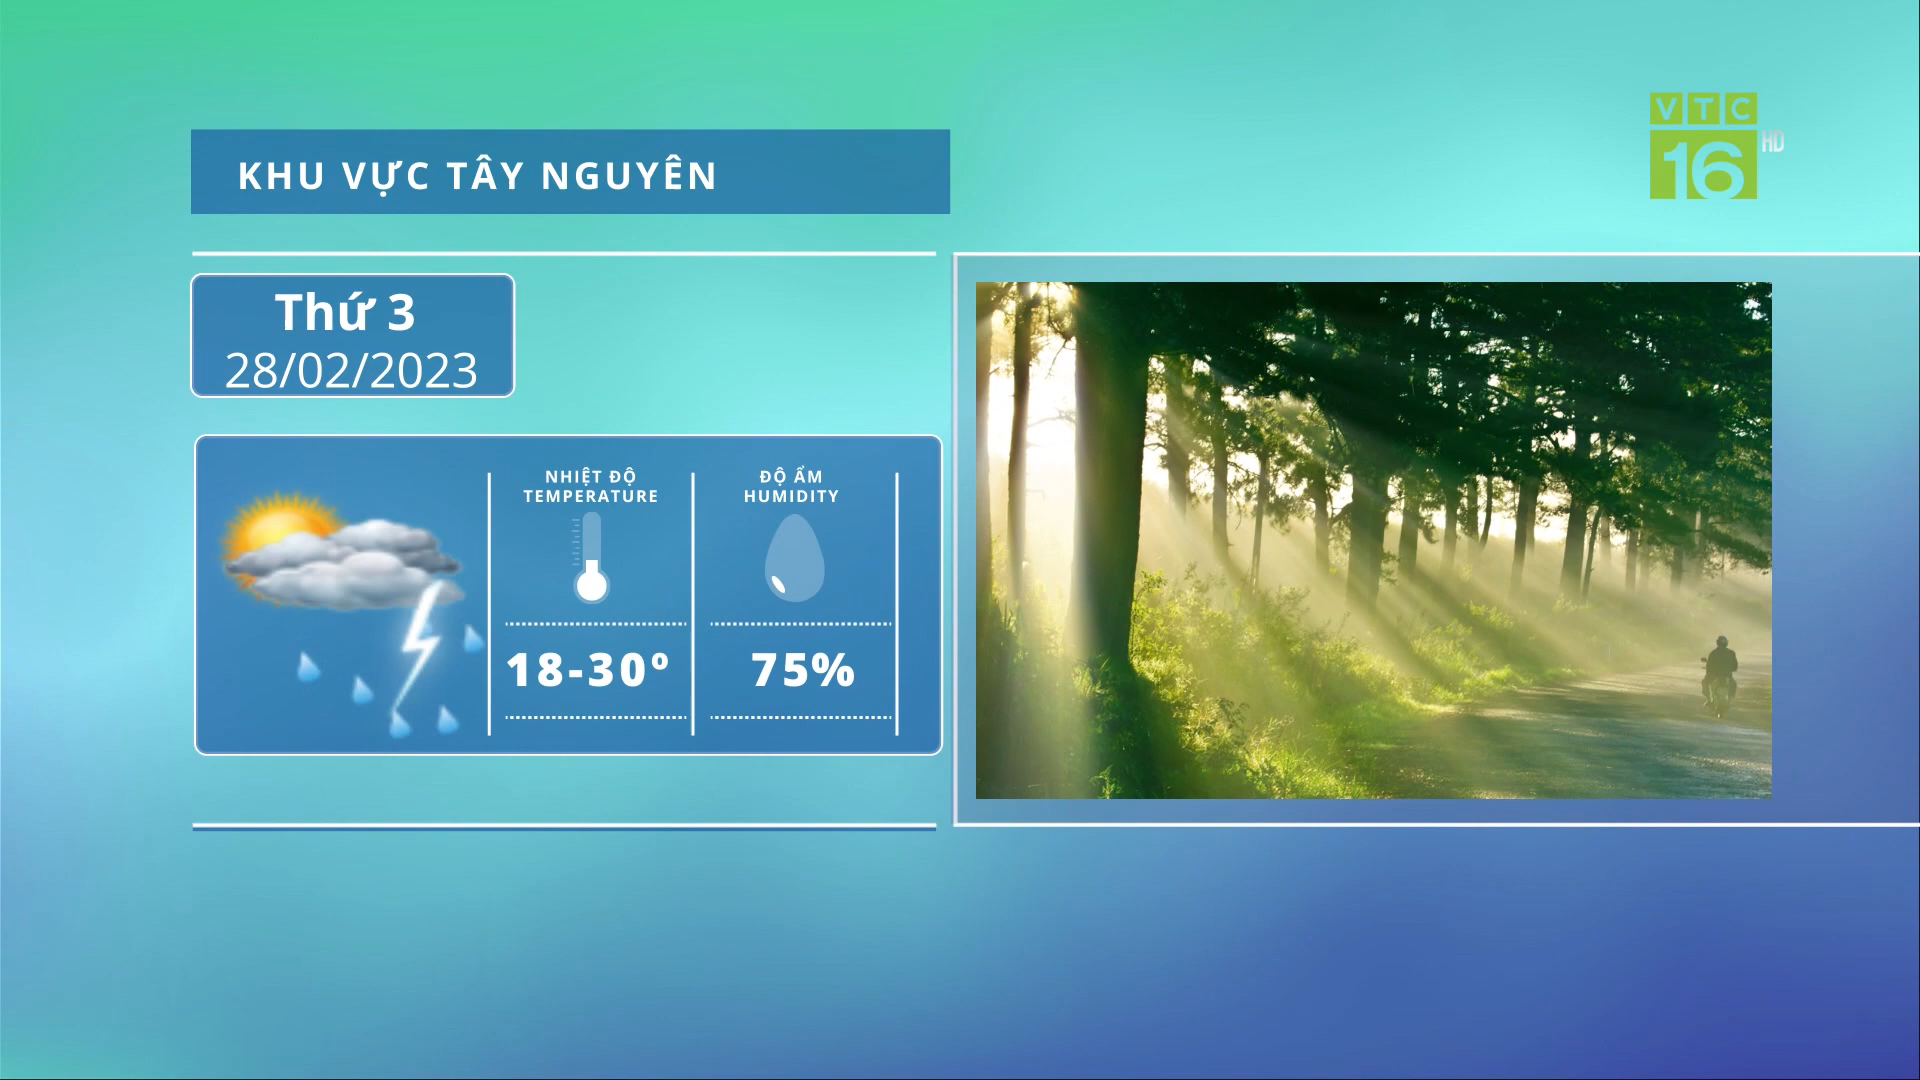 VTC
16
HD
KHU VỰC TÂY NGUYÊN
Thứ 3
28/02/2023
NHIỆT ĐỘ
TEMPERATURE
18-30º
ĐỘ ẨM
HUMIDITY
75%